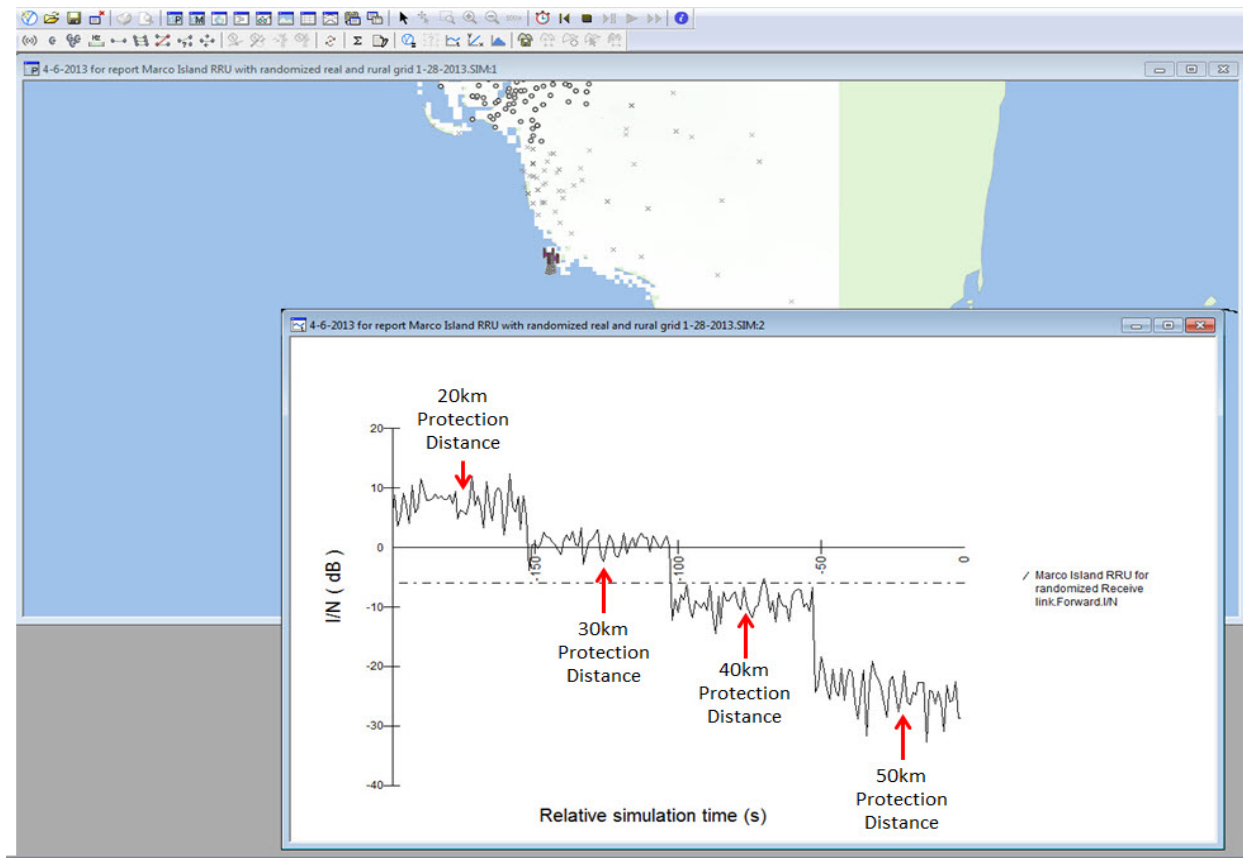 4-6-2013 for report Marco Island RRU with randomized real and rural grid 1-28-2013.SIM:1
4-6-2013 for report Marco Island RRU with randomized real and rural grid 1-28-2013.SIM:2
20km
Protection
Distance
20
10
0
-10
-20
-30
-40
I/N ( dB )
-150
-100
-50
0
30km
Protection
Distance
40km
Protection
Distance
50km
Protection
Distance
Marco Island RRU for
randomized Receive
link.Forward.I/N
Relative simulation time (s)